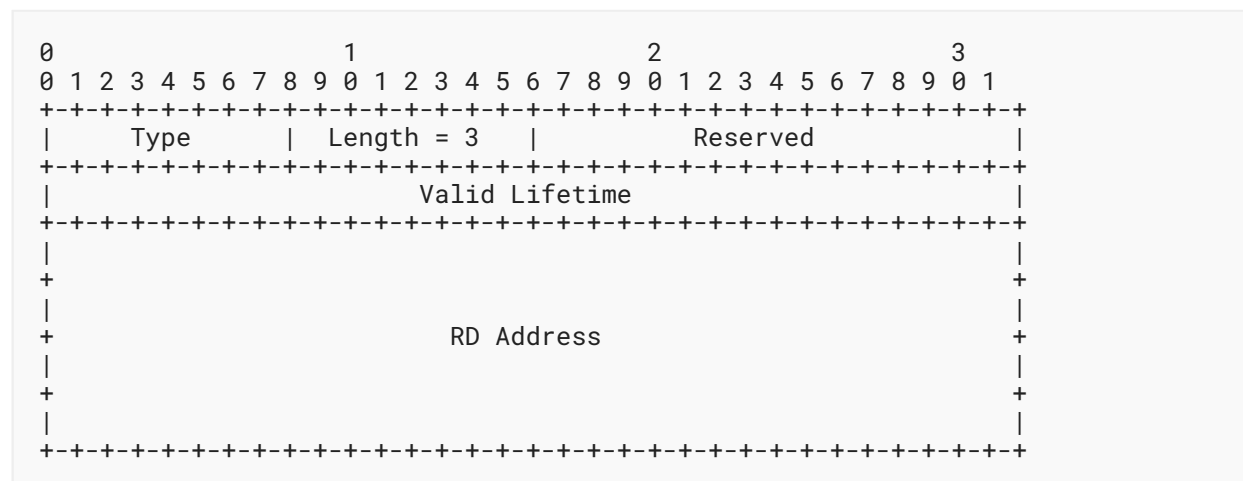 0                   1                   2                   3
0 1 2 3 4 5 6 7 8 9 0 1 2 3 4 5 6 7 8 9 0 1 2 3 4 5 6 7 8 9 0 1
+-+-+-+-+-+-+-+-+-+-+-+-+-+-+-+-+-+-+-+-+-+-+-+-+-+-+-+-+-+-+-+-+
|     Type      |  Length = 3   |          Reserved             |
+-+-+-+-+-+-+-+-+-+-+-+-+-+-+-+-+-+-+-+-+-+-+-+-+-+-+-+-+-+-+-+-+
|                        Valid Lifetime                         |
+-+-+-+-+-+-+-+-+-+-+-+-+-+-+-+-+-+-+-+-+-+-+-+-+-+-+-+-+-+-+-+-+
|                                                               |
+                                                               +
|                                                               |
+                          RD Address                           +
|                                                               |
+                                                               +
|                                                               |
+-+-+-+-+-+-+-+-+-+-+-+-+-+-+-+-+-+-+-+-+-+-+-+-+-+-+-+-+-+-+-+-+